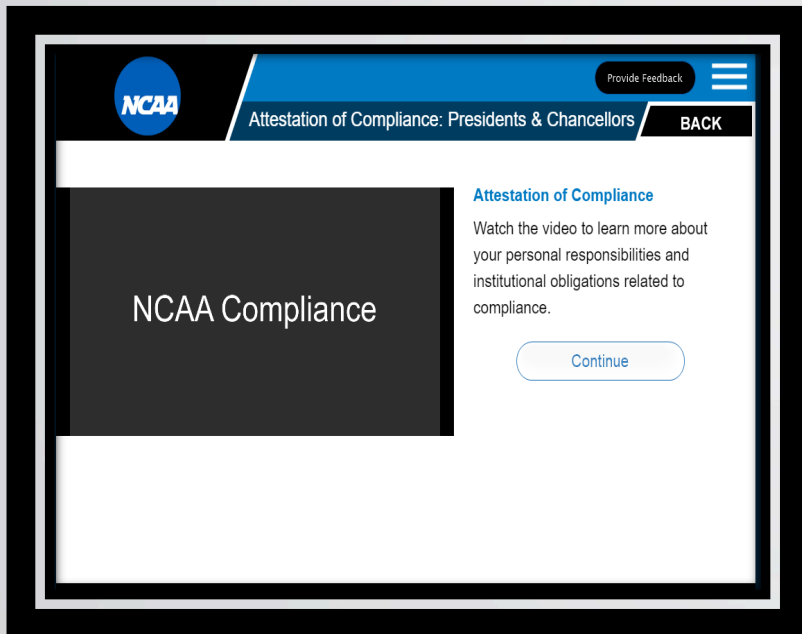 NCAA
Provide Feedback
Attestation of Compliance: Presidents & Chancellors
BACK
NCAA Compliance
Attestation of Compliance
Watch the video to learn more about
your personal responsibilities and
institutional obligations related to
compliance.
Continue